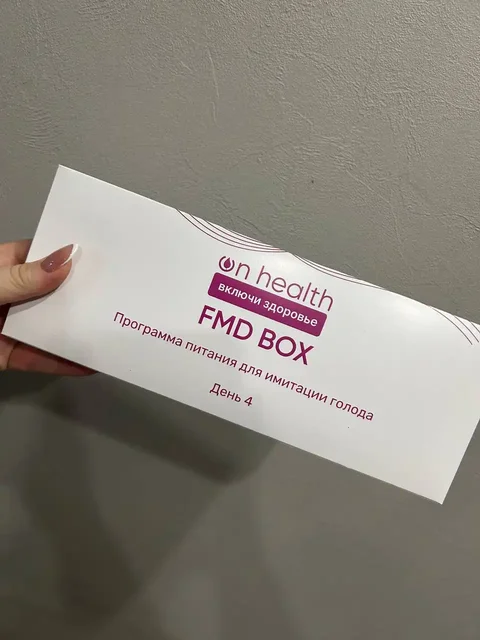 on health
включи здоровье
FMD BOX
Программа питания для имитации голода
День 4